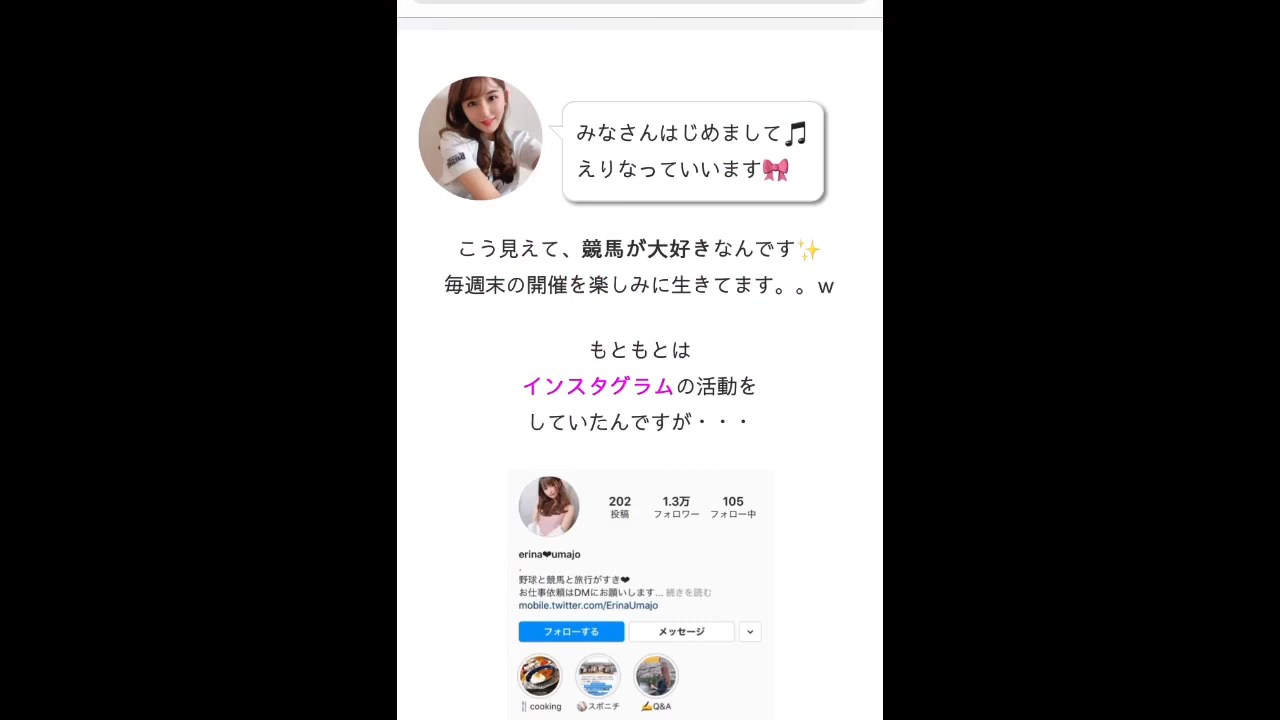 みなさんはじめまして🎵
えりなっていいます🎀
こう見えて、競馬が大好きなんです✨
毎週末の開催を楽しみに生きてます。。w
もともとは
インスタグラムの活動を
していたんですが・・・
202 1.3万 105
投稿 フォロワー フォロー中
erina❤umajo
.
野球と競馬と旅行がすき❤
お仕事依頼はDMにお願いします... 続きを読む
mobile.twitter.com/ErinaUmajo
フォローする メッセージ
🍴cooking ⚾スポニチ ✍Q&A